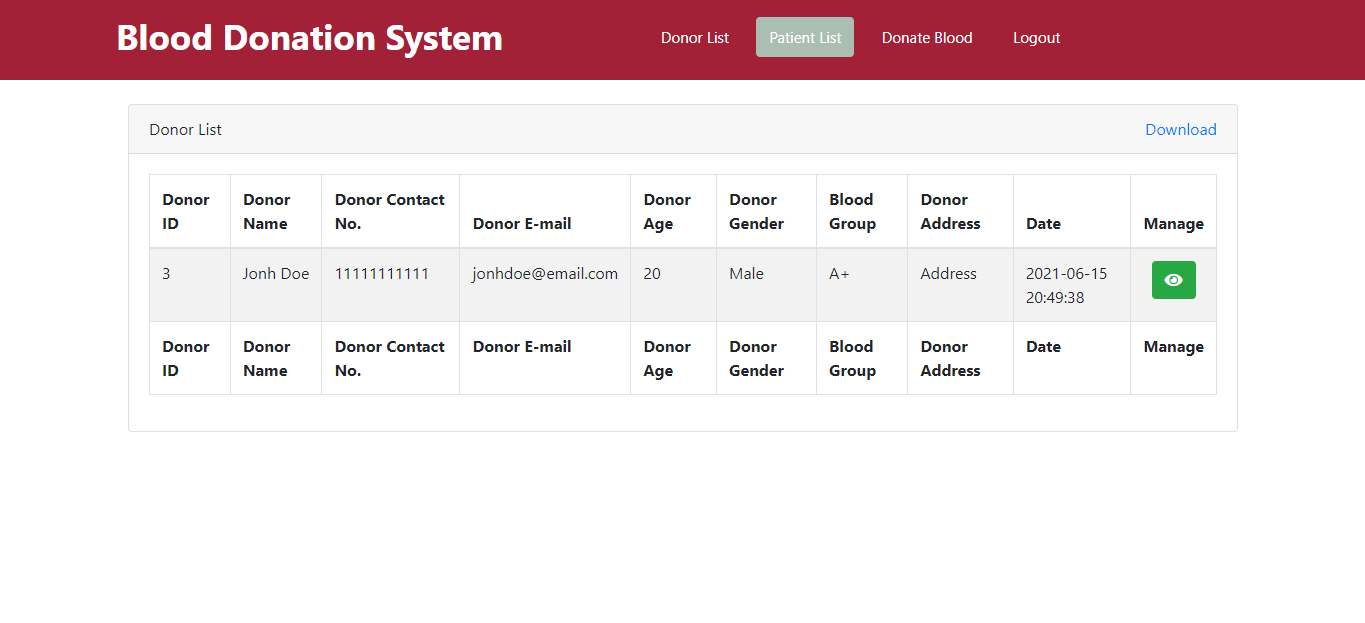 Blood Donation System
Donor List
Patient List
Donate Blood
Logout
Donor List
Download
Donor ID
Donor Name
Donor Contact No.
Donor E-mail
Donor Age
Donor Gender
Blood Group
Donor Address
Date
Manage
3
Jonh Doe
11111111111
jonhdoe@email.com
20
Male
A+
Address
2021-06-15
20:49:38
Donor ID
Donor Name
Donor Contact No.
Donor E-mail
Donor Age
Donor Gender
Blood Group
Donor Address
Date
Manage